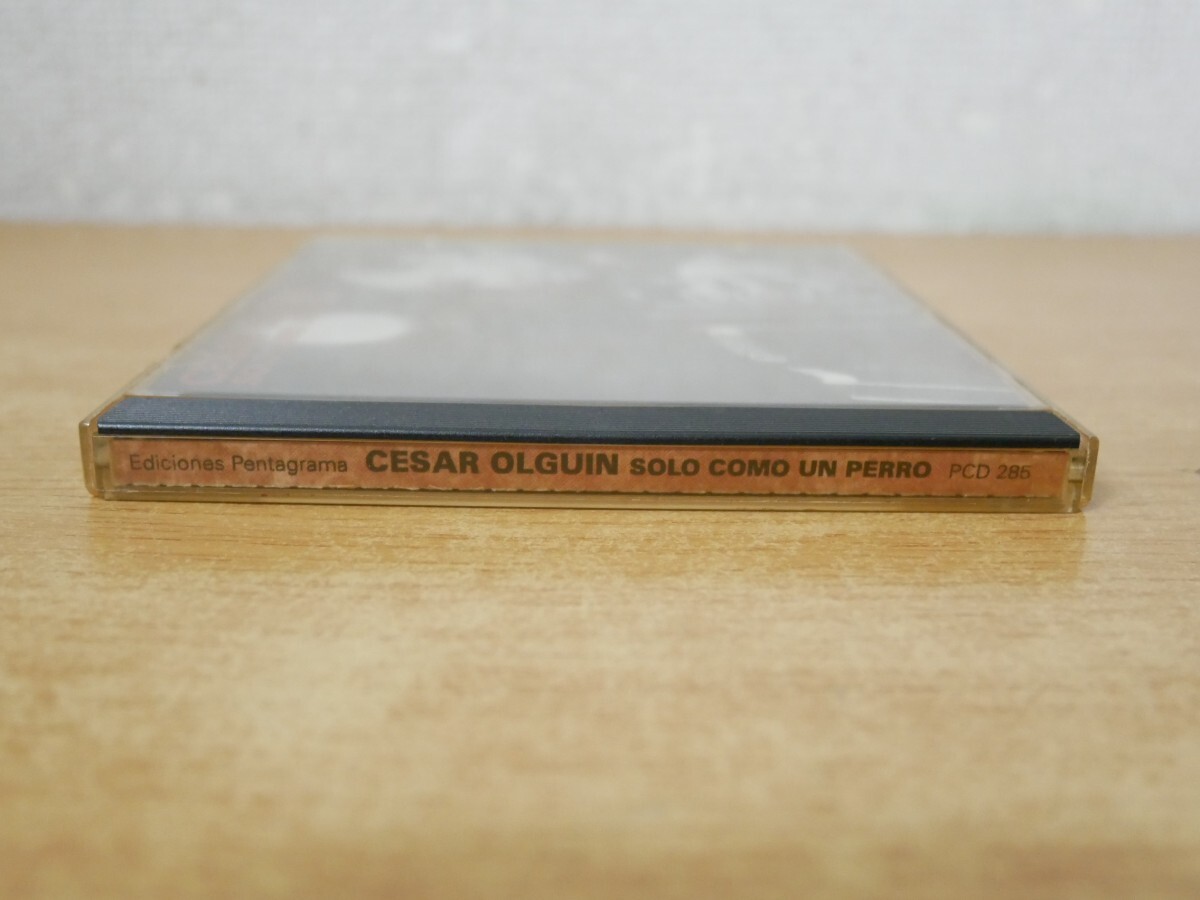 Ediciones Pentagrama CESAR OLGUIN SOLO COMO UN PERRO PCD 285